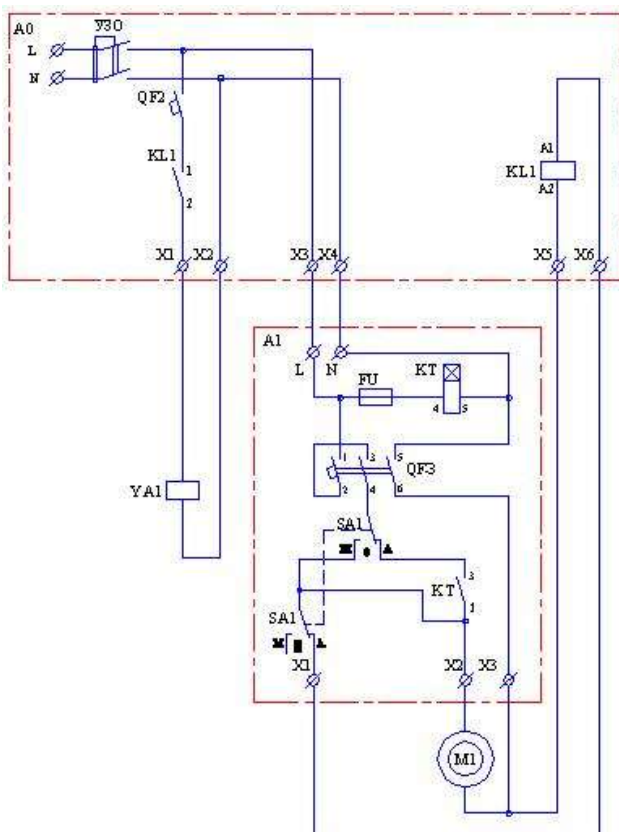 A0
УЗО
L
N
QF2
KL1
1
2
A1
KL1
A2
X1 X2 X3 X4 X5 X6
A1
L N
FU
KT
4 5
1 3 5
QF3
2 4 6
YA1
SA1
0 A
3
KT
1
SA1
A
X1 X2 X3
M1